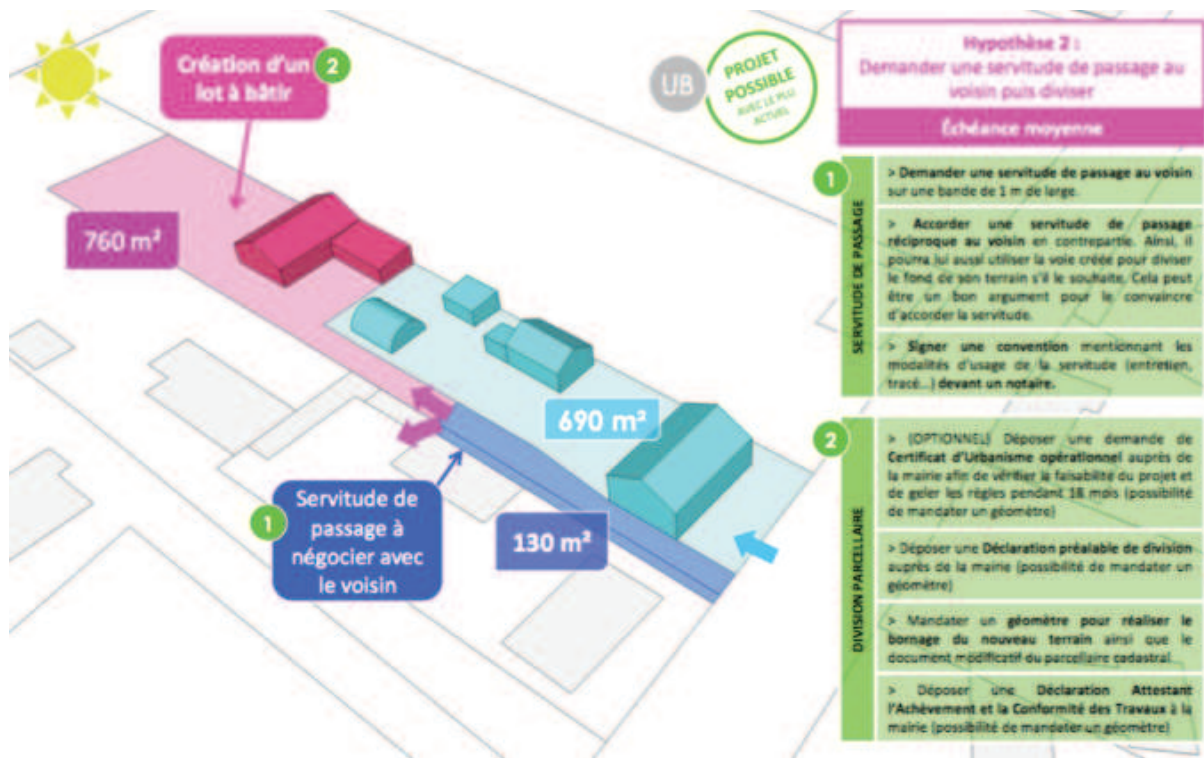 Création d'un
lot à bâtir
2
UB
PROJET
POSSIBLE
AVEC LE PLU
ACTUEL
Hypothèse 2 :
Demander une servitude de passage au
voisin puis diviser
Échéance moyenne
760 m²
690 m²
130 m²
1
Servitude de
passage à
négocier avec
le voisin
1
SERVITUDE DE PASSAGE
> Demander une servitude de passage au voisin
sur une bande de 1 m de large.
> Accorder une servitude de passage
réciproque au voisin en contrepartie. Ainsi, il
pourra lui aussi utiliser la voie créée pour diviser
le fond de son terrain s'il le souhaite. Cela peut
être un bon argument pour le convaincre
d'accorder la servitude.
> Signer une convention mentionnant les
modalités d'usage de la servitude (entretien,
tracé...) devant un notaire.
2
DIVISION PARCELLAIRE
> (OPTIONNEL) Déposer une demande de
Certificat d'Urbanisme opérationnel auprès de
la mairie afin de vérifier la faisabilité du projet et
de geler les règles pendant 18 mois (possibilité
de mandater un géomètre)
> Déposer une Déclaration préalable de division
auprès de la mairie (possibilité de mandater un
géomètre)
> Mandater un géomètre pour réaliser le
bornage du nouveau terrain ainsi que le
document modificatif du parcellaire cadastral.
> Déposer une Déclaration Attestant
l'Achèvement et la Conformité des Travaux à la
mairie (possibilité de mandater un géomètre)